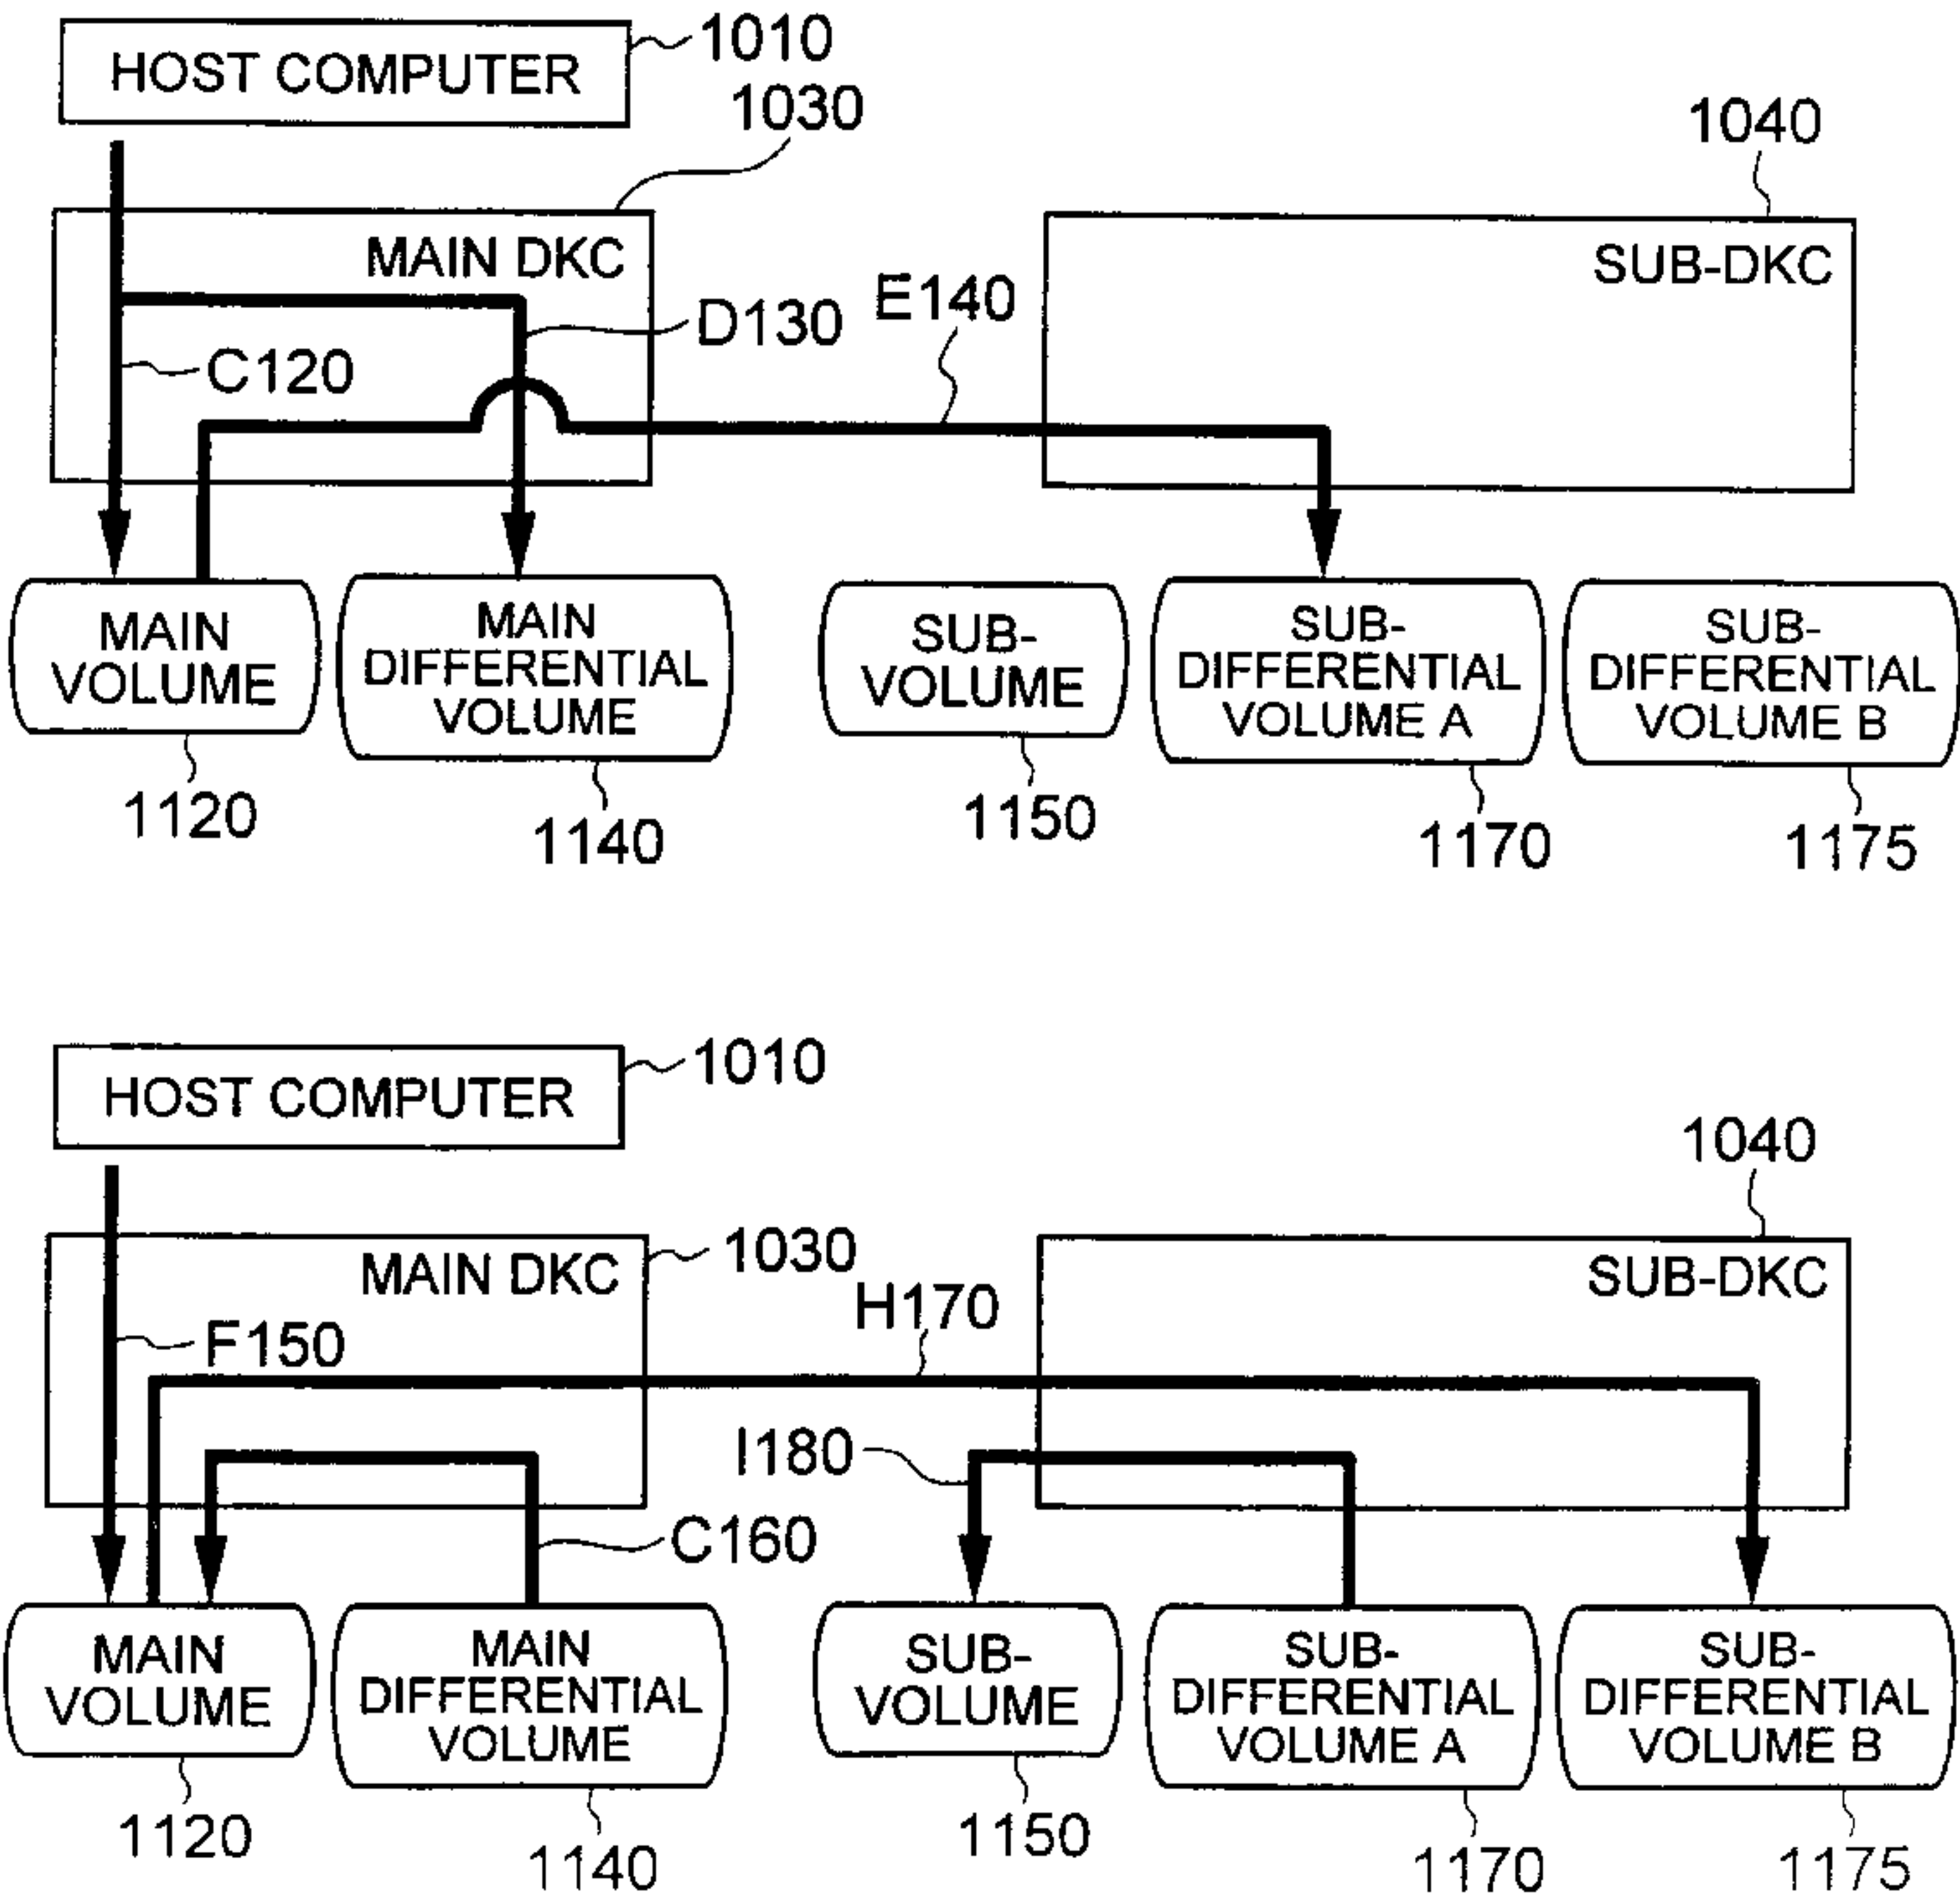 HOST COMPUTER
1010
1030
1040
MAIN DKC
SUB-DKC
D130
E140
C120
MAIN
VOLUME
MAIN
DIFFERENTIAL
VOLUME
SUB-
VOLUME
SUB-
DIFFERENTIAL
VOLUME A
SUB-
DIFFERENTIAL
VOLUME B
1120
1140
1150
1170
1175
HOST COMPUTER
1010
1040
MAIN DKC
1030
SUB-DKC
H170
F150
I180
C160
MAIN
VOLUME
MAIN
DIFFERENTIAL
VOLUME
SUB-
VOLUME
SUB-
DIFFERENTIAL
VOLUME A
SUB-
DIFFERENTIAL
VOLUME B
1120
1140
1150
1170
1175